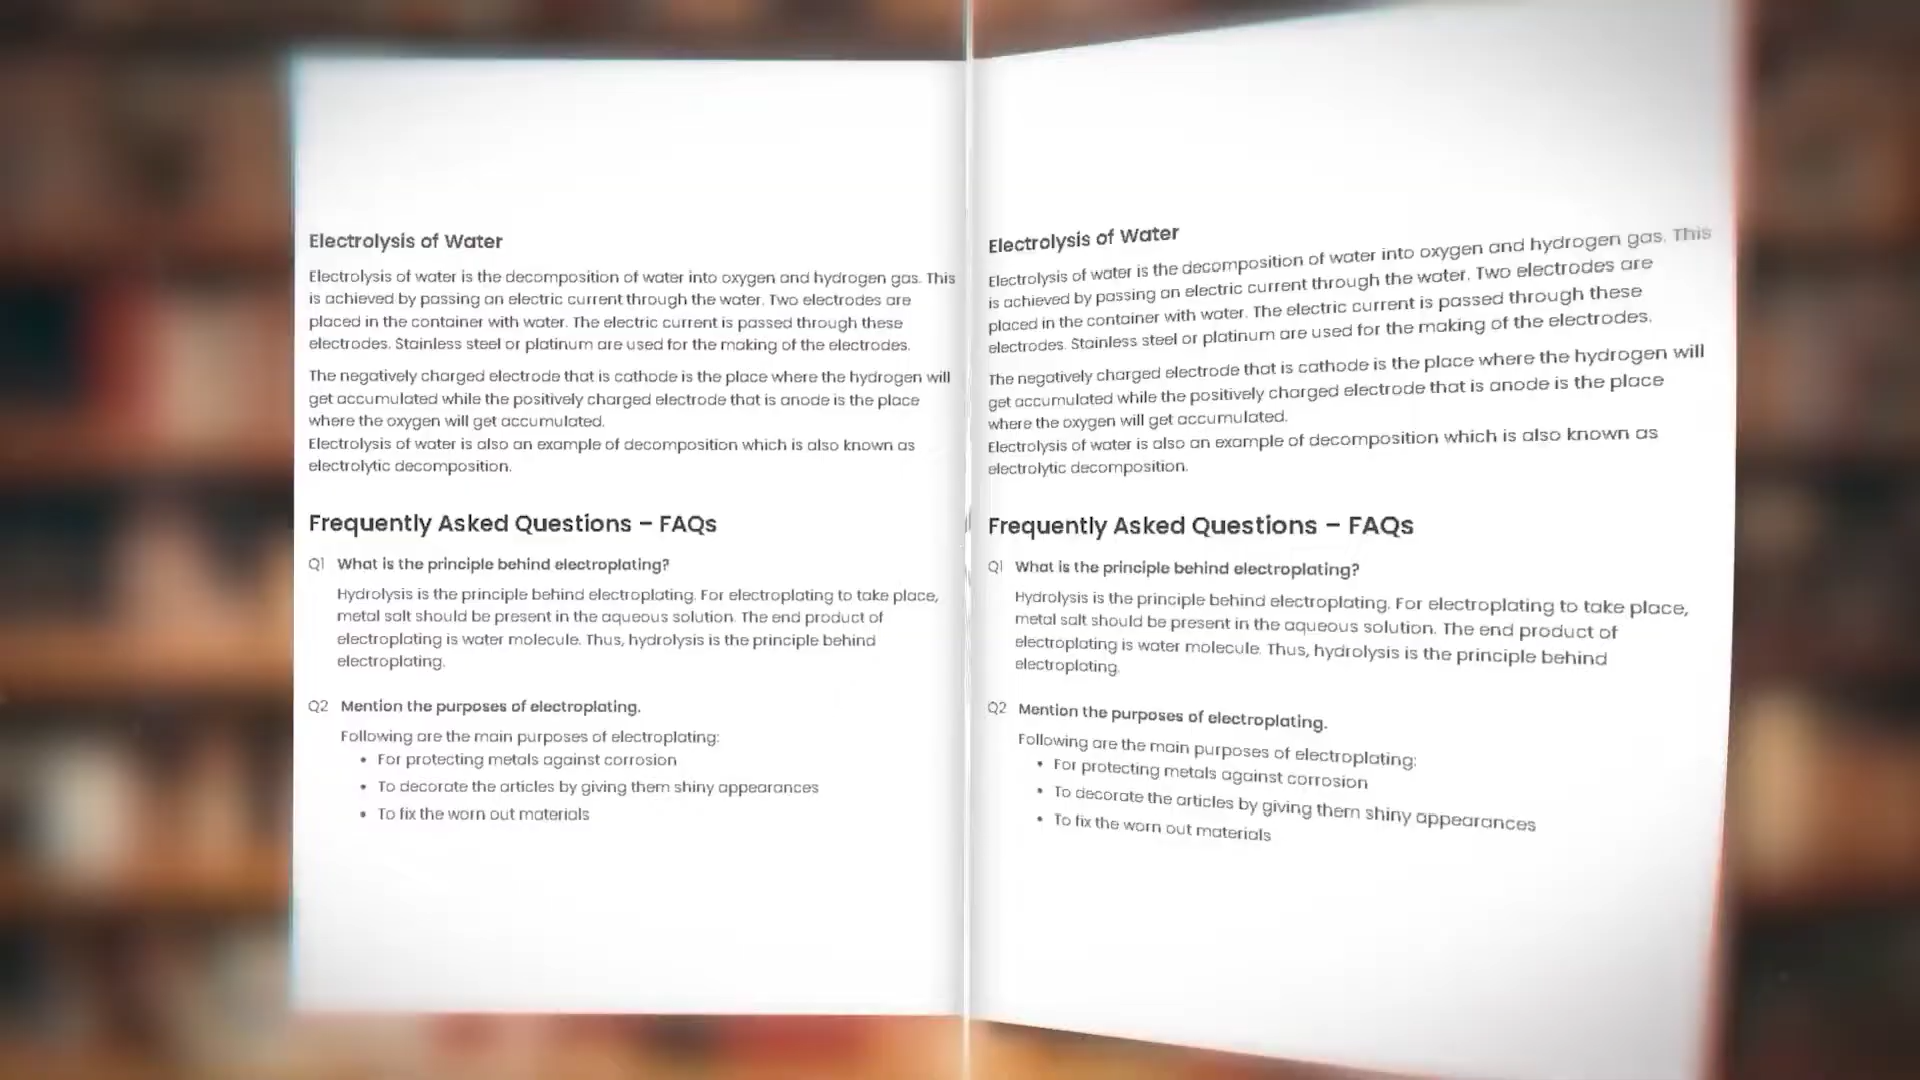 Electrolysis of Water
Electrolysis of water is the decomposition of water into oxygen and hydrogen gas. This
is achieved by passing an electric current through the water. Two electrodes are
placed in the container with water. The electric current is passed through these
electrodes. Stainless steel or platinum are used for the making of the electrodes.
The negatively charged electrode that is cathode is the place where the hydrogen will
get accumulated while the positively charged electrode that is anode is the place
where the oxygen will get accumulated.
Electrolysis of water is also an example of decomposition which is also known as
electrolytic decomposition.
Frequently Asked Questions – FAQs
Q1 What is the principle behind electroplating?
Hydrolysis is the principle behind electroplating. For electroplating to take place,
metal salt should be present in the aqueous solution. The end product of
electroplating is water molecule. Thus, hydrolysis is the principle behind
electroplating.
Q2 Mention the purposes of electroplating.
Following are the main purposes of electroplating:
• For protecting metals against corrosion
• To decorate the articles by giving them shiny appearances
• To fix the worn out materials
Electrolysis of Water
Electrolysis of water is the decomposition of water into oxygen and hydrogen gas. This
is achieved by passing an electric current through the water. Two electrodes are
placed in the container with water. The electric current is passed through these
electrodes. Stainless steel or platinum are used for the making of the electrodes.
The negatively charged electrode that is cathode is the place where the hydrogen will
get accumulated while the positively charged electrode that is anode is the place
where the oxygen will get accumulated.
Electrolysis of water is also an example of decomposition which is also known as
electrolytic decomposition.
Frequently Asked Questions – FAQs
Q1 What is the principle behind electroplating?
Hydrolysis is the principle behind electroplating. For electroplating to take place,
metal salt should be present in the aqueous solution. The end product of
electroplating is water molecule. Thus, hydrolysis is the principle behind
electroplating.
Q2 Mention the purposes of electroplating.
Following are the main purposes of electroplating:
• For protecting metals against corrosion
• To decorate the articles by giving them shiny appearances
• To fix the worn out materials